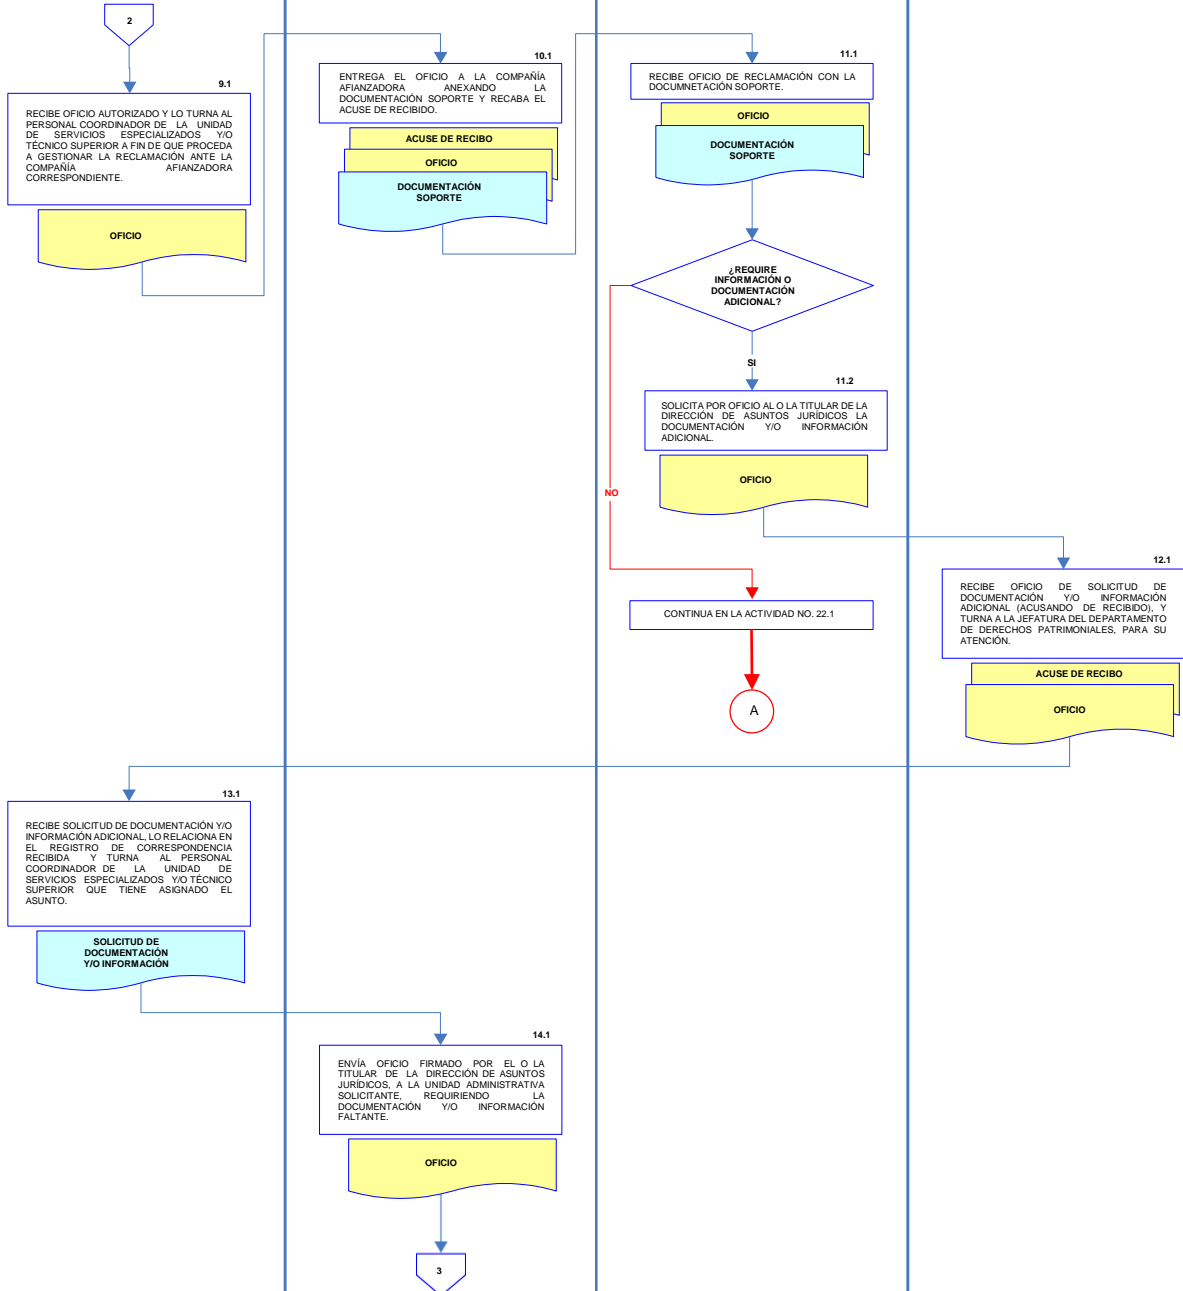 2
9.1
RECIBE OFICIO AUTORIZADO Y LO TURNA AL
PERSONAL COORDINADOR DE LA UNIDAD
DE SERVICIOS ESPECIALIZADOS Y/O
TÉCNICO SUPERIOR A FIN DE QUE PROCEDA
A GESTIONAR LA RECLAMACIÓN ANTE LA
COMPAÑÍA AFIANZADORA
CORRESPONDIENTE.
OFICIO
10.1
ENTREGA EL OFICIO A LA COMPAÑÍA
AFIANZADORA ANEXANDO LA
DOCUMENTACIÓN SOPORTE Y RECABA EL
ACUSE DE RECIBIDO.
ACUSE DE RECIBO
OFICIO
DOCUMENTACIÓN
SOPORTE
11.1
RECIBE OFICIO DE RECLAMACIÓN CON LA
DOCUMNETACIÓN SOPORTE.
OFICIO
DOCUMENTACIÓN
SOPORTE
¿REQUIRE
INFORMACIÓN O
DOCUMENTACIÓN
ADICIONAL?
SI
11.2
SOLICITA POR OFICIO AL O LA TITULAR DE LA
DIRECCIÓN DE ASUNTOS JURÍDICOS LA
DOCUMENTACIÓN Y/O INFORMACIÓN
ADICIONAL.
OFICIO
NO
CONTINUA EN LA ACTIVIDAD NO. 22.1
A
12.1
RECIBE OFICIO DE SOLICITUD DE
DOCUMENTACIÓN Y/O INFORMACIÓN
ADICIONAL (ACUSANDO DE RECIBIDO), Y
TURNA A LA JEFATURA DEL DEPARTAMENTO
DE DERECHOS PATRIMONIALES, PARA SU
ATENCIÓN.
ACUSE DE RECIBO
OFICIO
13.1
RECIBE SOLICITUD DE DOCUMENTACIÓN Y/O
INFORMACIÓN ADICIONAL, LO RELACIONA EN
EL REGISTRO DE CORRESPONDENCIA
RECIBIDA Y TURNA AL PERSONAL
COORDINADOR DE LA UNIDAD DE
SERVICIOS ESPECIALIZADOS Y/O TÉCNICO
SUPERIOR QUE TIENE ASIGNADO EL
ASUNTO.
SOLICITUD DE
DOCUMENTACIÓN
Y/O INFORMACIÓN
14.1
ENVÍA OFICIO FIRMADO POR EL O LA
TITULAR DE LA DIRECCIÓN DE ASUNTOS
JURÍDICOS, A LA UNIDAD ADMINISTRATIVA
SOLICITANTE, REQUIRIENDO LA
DOCUMENTACIÓN Y/O INFORMACIÓN
FALTANTE.
OFICIO
3